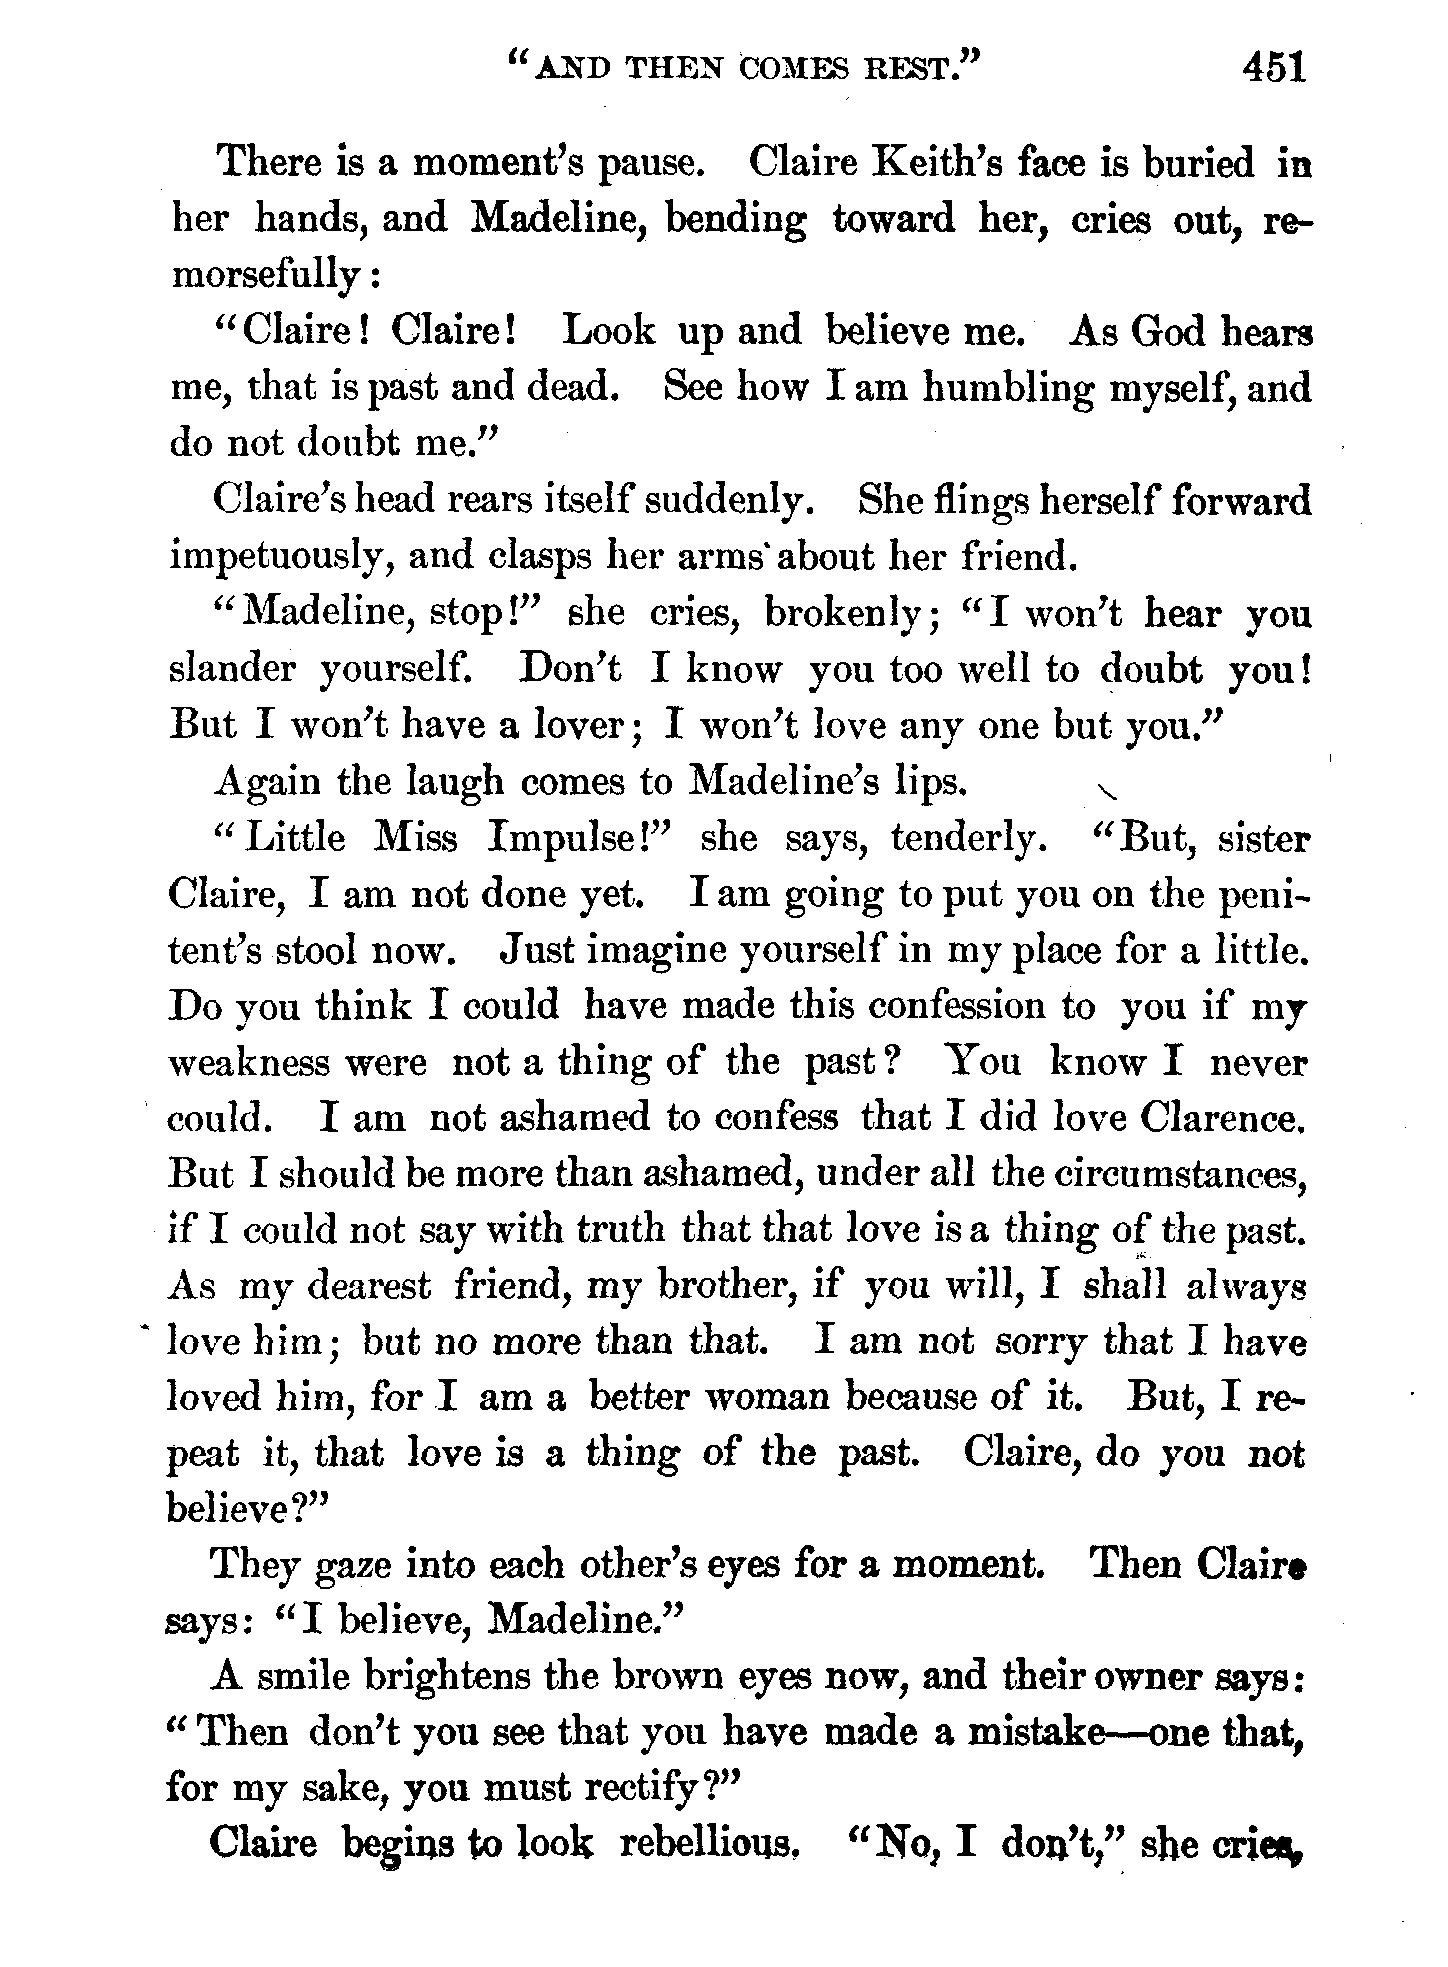 "AND THEN COMES REST." 451
There is a moment's pause. Claire Keith's face is buried in
her hands, and Madeline, bending toward her, cries out, re-
morsefully:
"Claire! Claire! Look up and believe me. As God hears
me, that is past and dead. See how I am humbling myself, and
do not doubt me."
Claire's head rears itself suddenly. She flings herself forward
impetuously, and clasps her arms about her friend.
"Madeline, stop!" she cries, brokenly; "I won't hear you
slander yourself. Don't I know you too well to doubt you!
But I won't have a lover; I won't love any one but you."
Again the laugh comes to Madeline's lips.
"Little Miss Impulse!" she says, tenderly. "But, sister
Claire, I am not done yet. I am going to put you on the peni-
tent's stool now. Just imagine yourself in my place for a little.
Do you think I could have made this confession to you if my
weakness were not a thing of the past? You know I never
could. I am not ashamed to confess that I did love Clarence.
But I should be more than ashamed, under all the circumstances,
if I could not say with truth that that love is a thing of the past.
As my dearest friend, my brother, if you will, I shall always
love him; but no more than that. I am not sorry that I have
loved him, for I am a better woman because of it. But, I re-
peat it, that love is a thing of the past. Claire, do you not
believe?"
They gaze into each other's eyes for a moment. Then Claire
says: "I believe, Madeline."
A smile brightens the brown eyes now, and their owner says:
"Then don't you see that you have made a mistake—one that,
for my sake, you must rectify?"
Claire begins to look rebellious. "No, I don't," she cries,